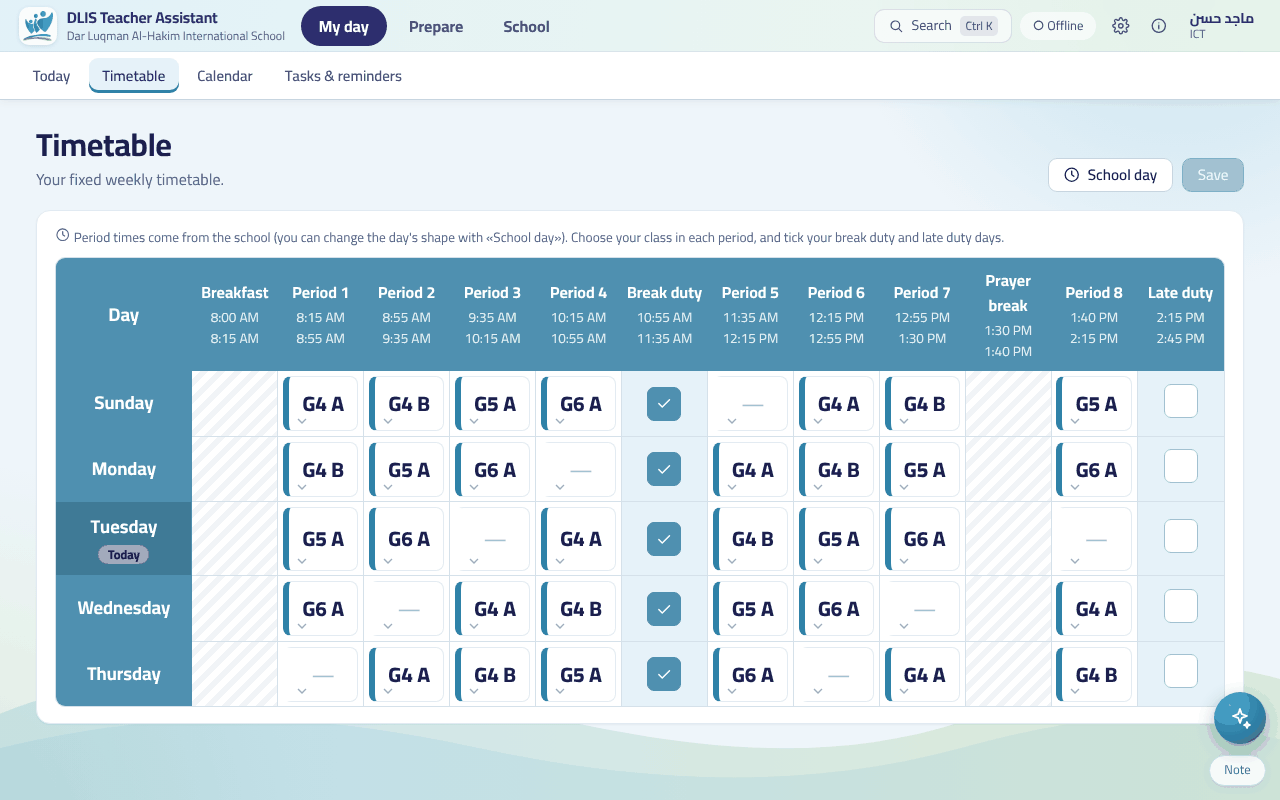 DLIS Teacher Assistant
Dar Luqman Al-Hakim International School
My day
Prepare
School
Search Ctrl K
Offline
ماجد حسن
ICT
Today
Timetable
Calendar
Tasks & reminders
Timetable
Your fixed weekly timetable.
School day
Save
Period times come from the school (you can change the day's shape with «School day»). Choose your class in each period, and tick your break duty and late duty days.
Day
Breakfast 8:00 AM 8:15 AM
Period 1 8:15 AM 8:55 AM
Period 2 8:55 AM 9:35 AM
Period 3 9:35 AM 10:15 AM
Period 4 10:15 AM 10:55 AM
Break duty 10:55 AM 11:35 AM
Period 5 11:35 AM 12:15 PM
Period 6 12:15 PM 12:55 PM
Period 7 12:55 PM 1:30 PM
Prayer break 1:30 PM 1:40 PM
Period 8 1:40 PM 2:15 PM
Late duty 2:15 PM 2:45 PM
Sunday G4 A G4 B G5 A G6 A — G4 A G4 B G5 A
Monday G4 B G5 A G6 A — G4 A G4 B G5 A G6 A
Tuesday Today G5 A G6 A — G4 A G4 B G5 A G6 A —
Wednesday G6 A — G4 A G4 B G5 A G6 A — G4 A
Thursday — G4 A G4 B G5 A G6 A — G4 A G4 B
Note